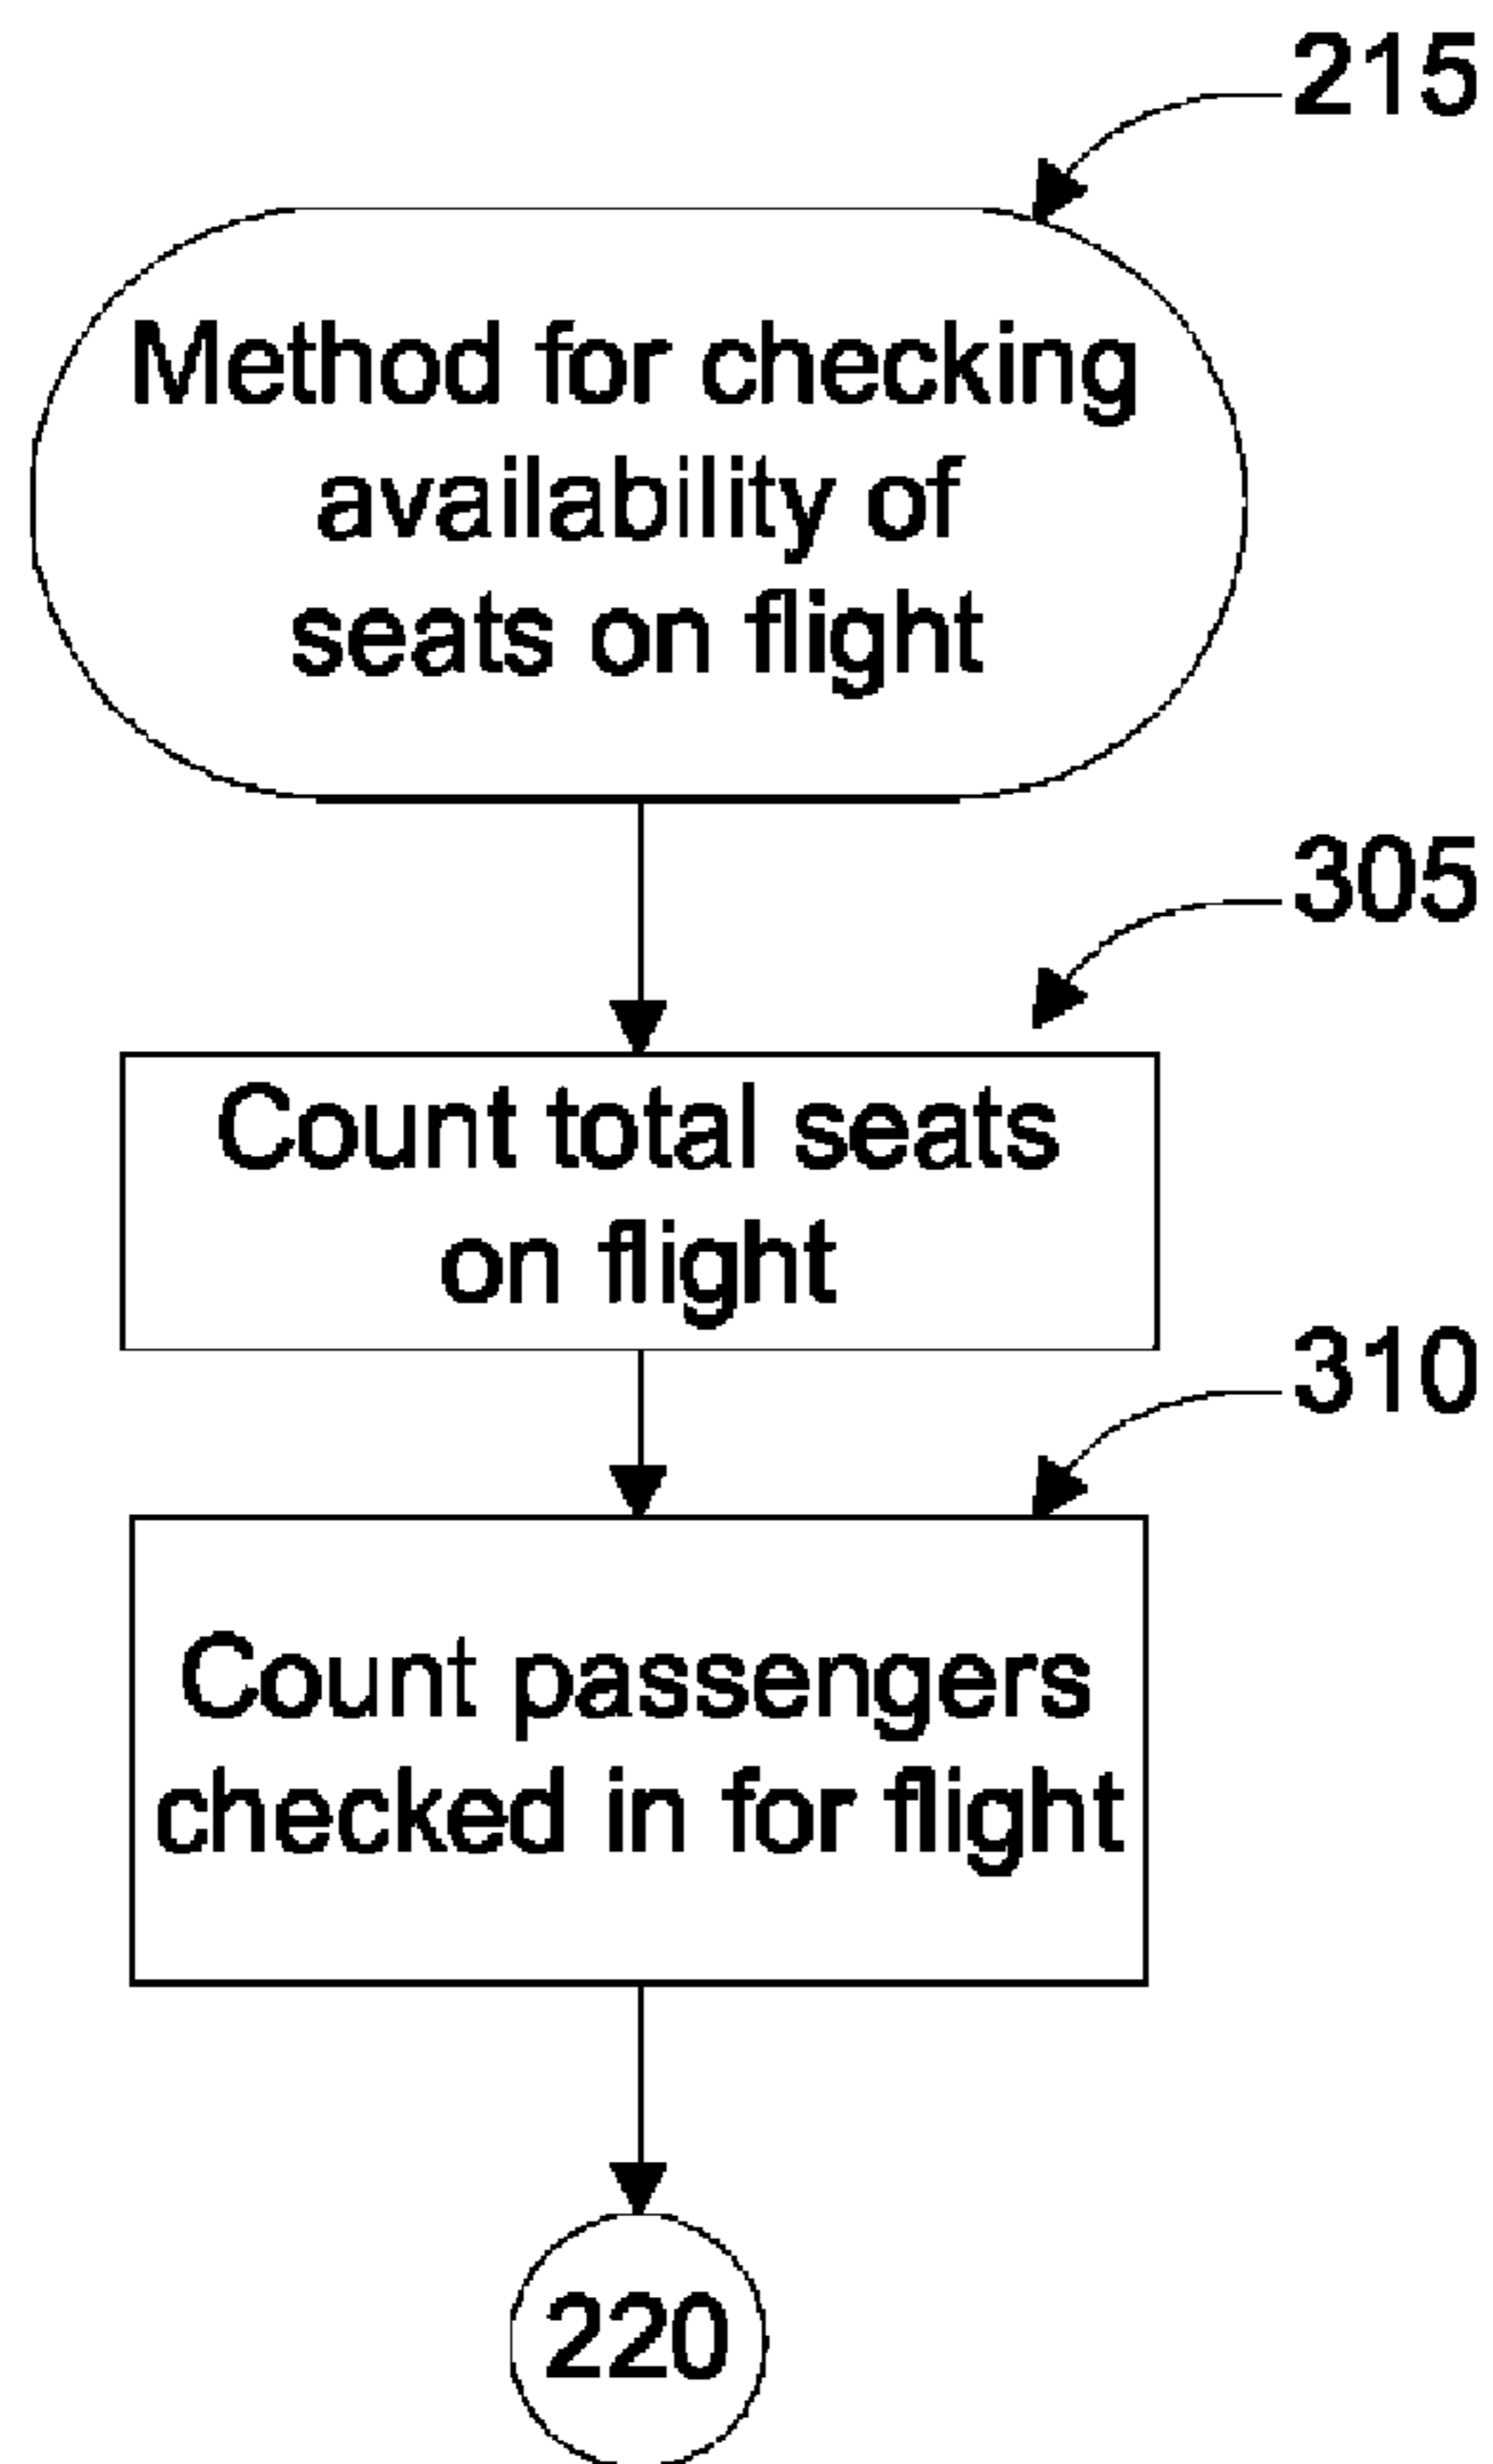 215
Method for checking
availability of
seats on flight
305
Count total seats
on flight
310
Count passengers
checked in for flight
220